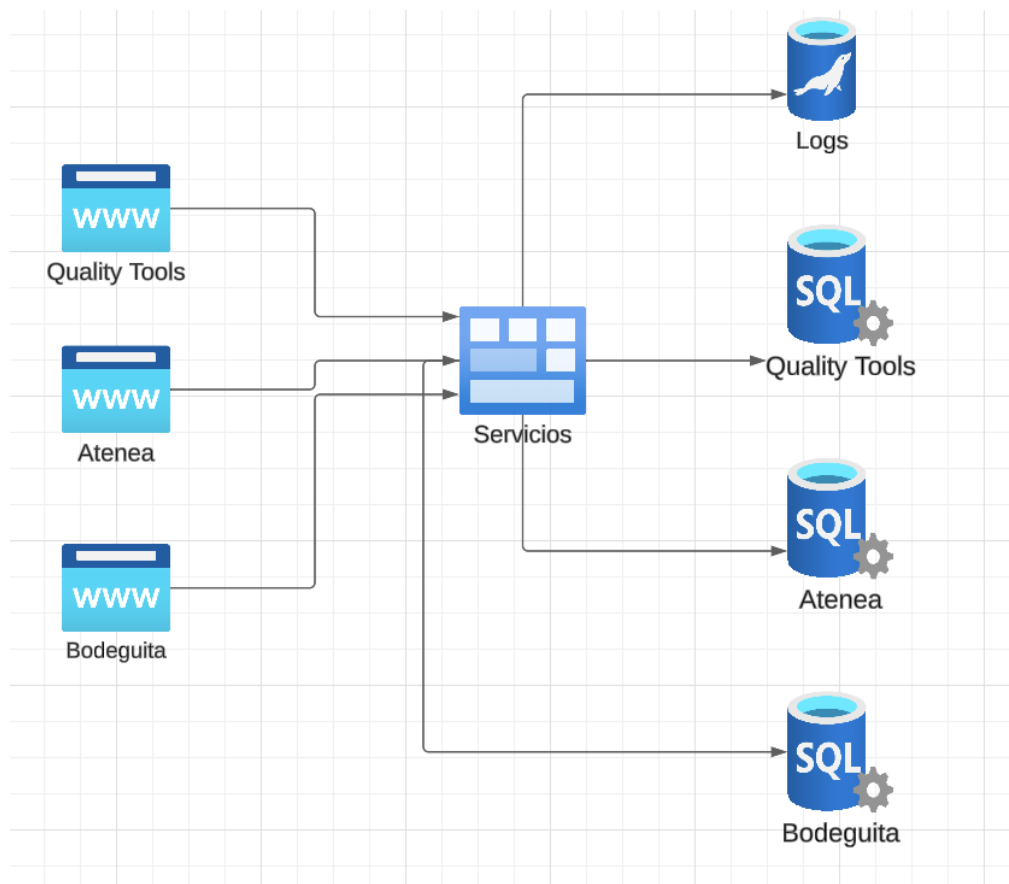 Logs
www
Quality Tools
SQL
Quality Tools
www
Atenea
Servicios
SQL
Atenea
www
Bodeguita
SQL
Bodeguita